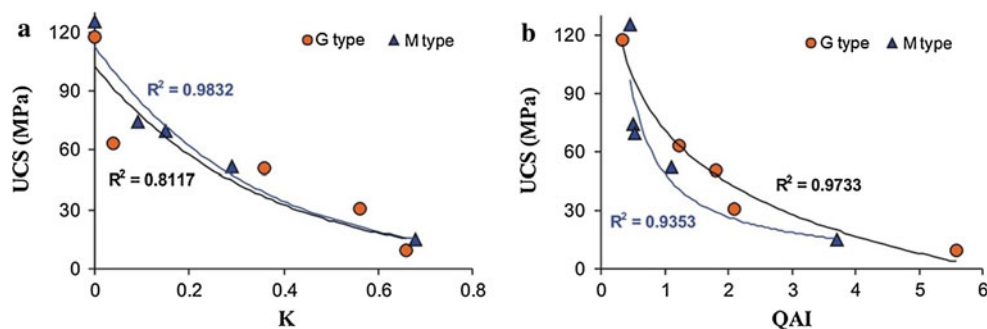 a
G type
M type
R² = 0.9832
R² = 0.8117
UCS (MPa)
120
90
60
30
0
0
0.2
0.4
0.6
0.8
K
b
G type
M type
R² = 0.9733
R² = 0.9353
UCS (MPa)
120
90
60
30
0
0
1
2
3
4
5
6
QAI